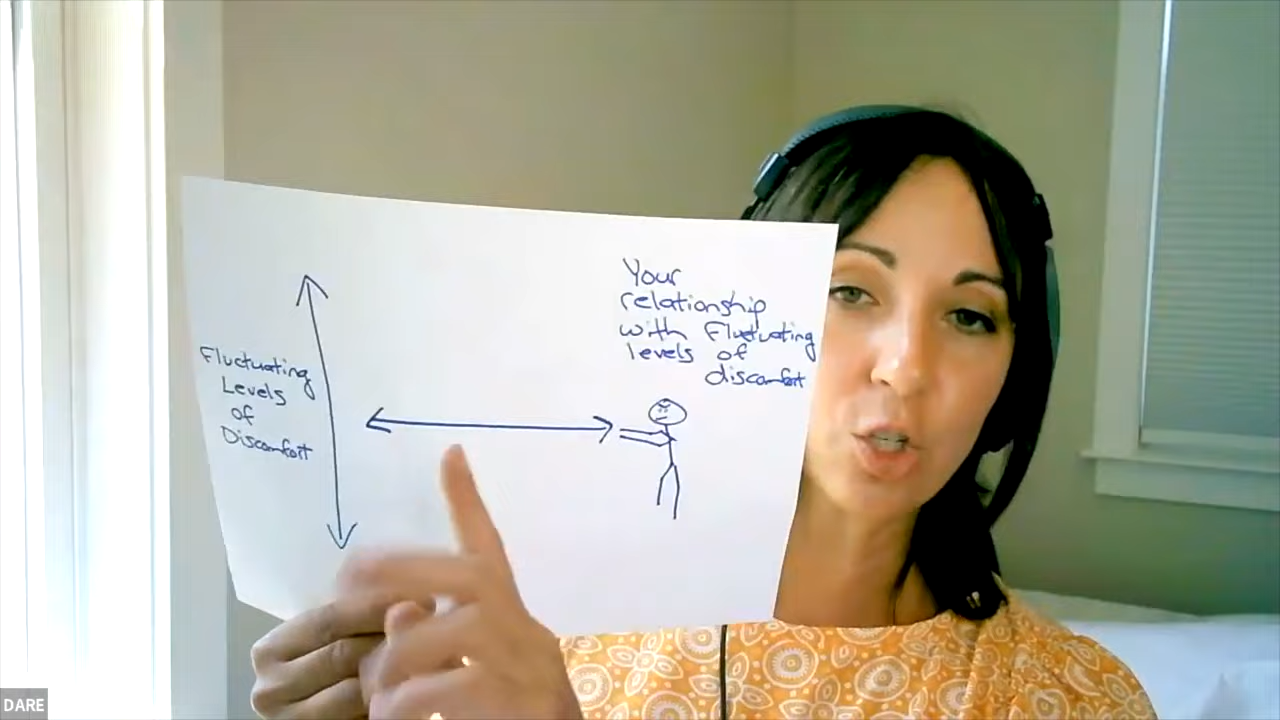 Your
relationship
with Fluctuating
levels of
discomfort
Fluctuating
Levels
of
Discomfort
DARE